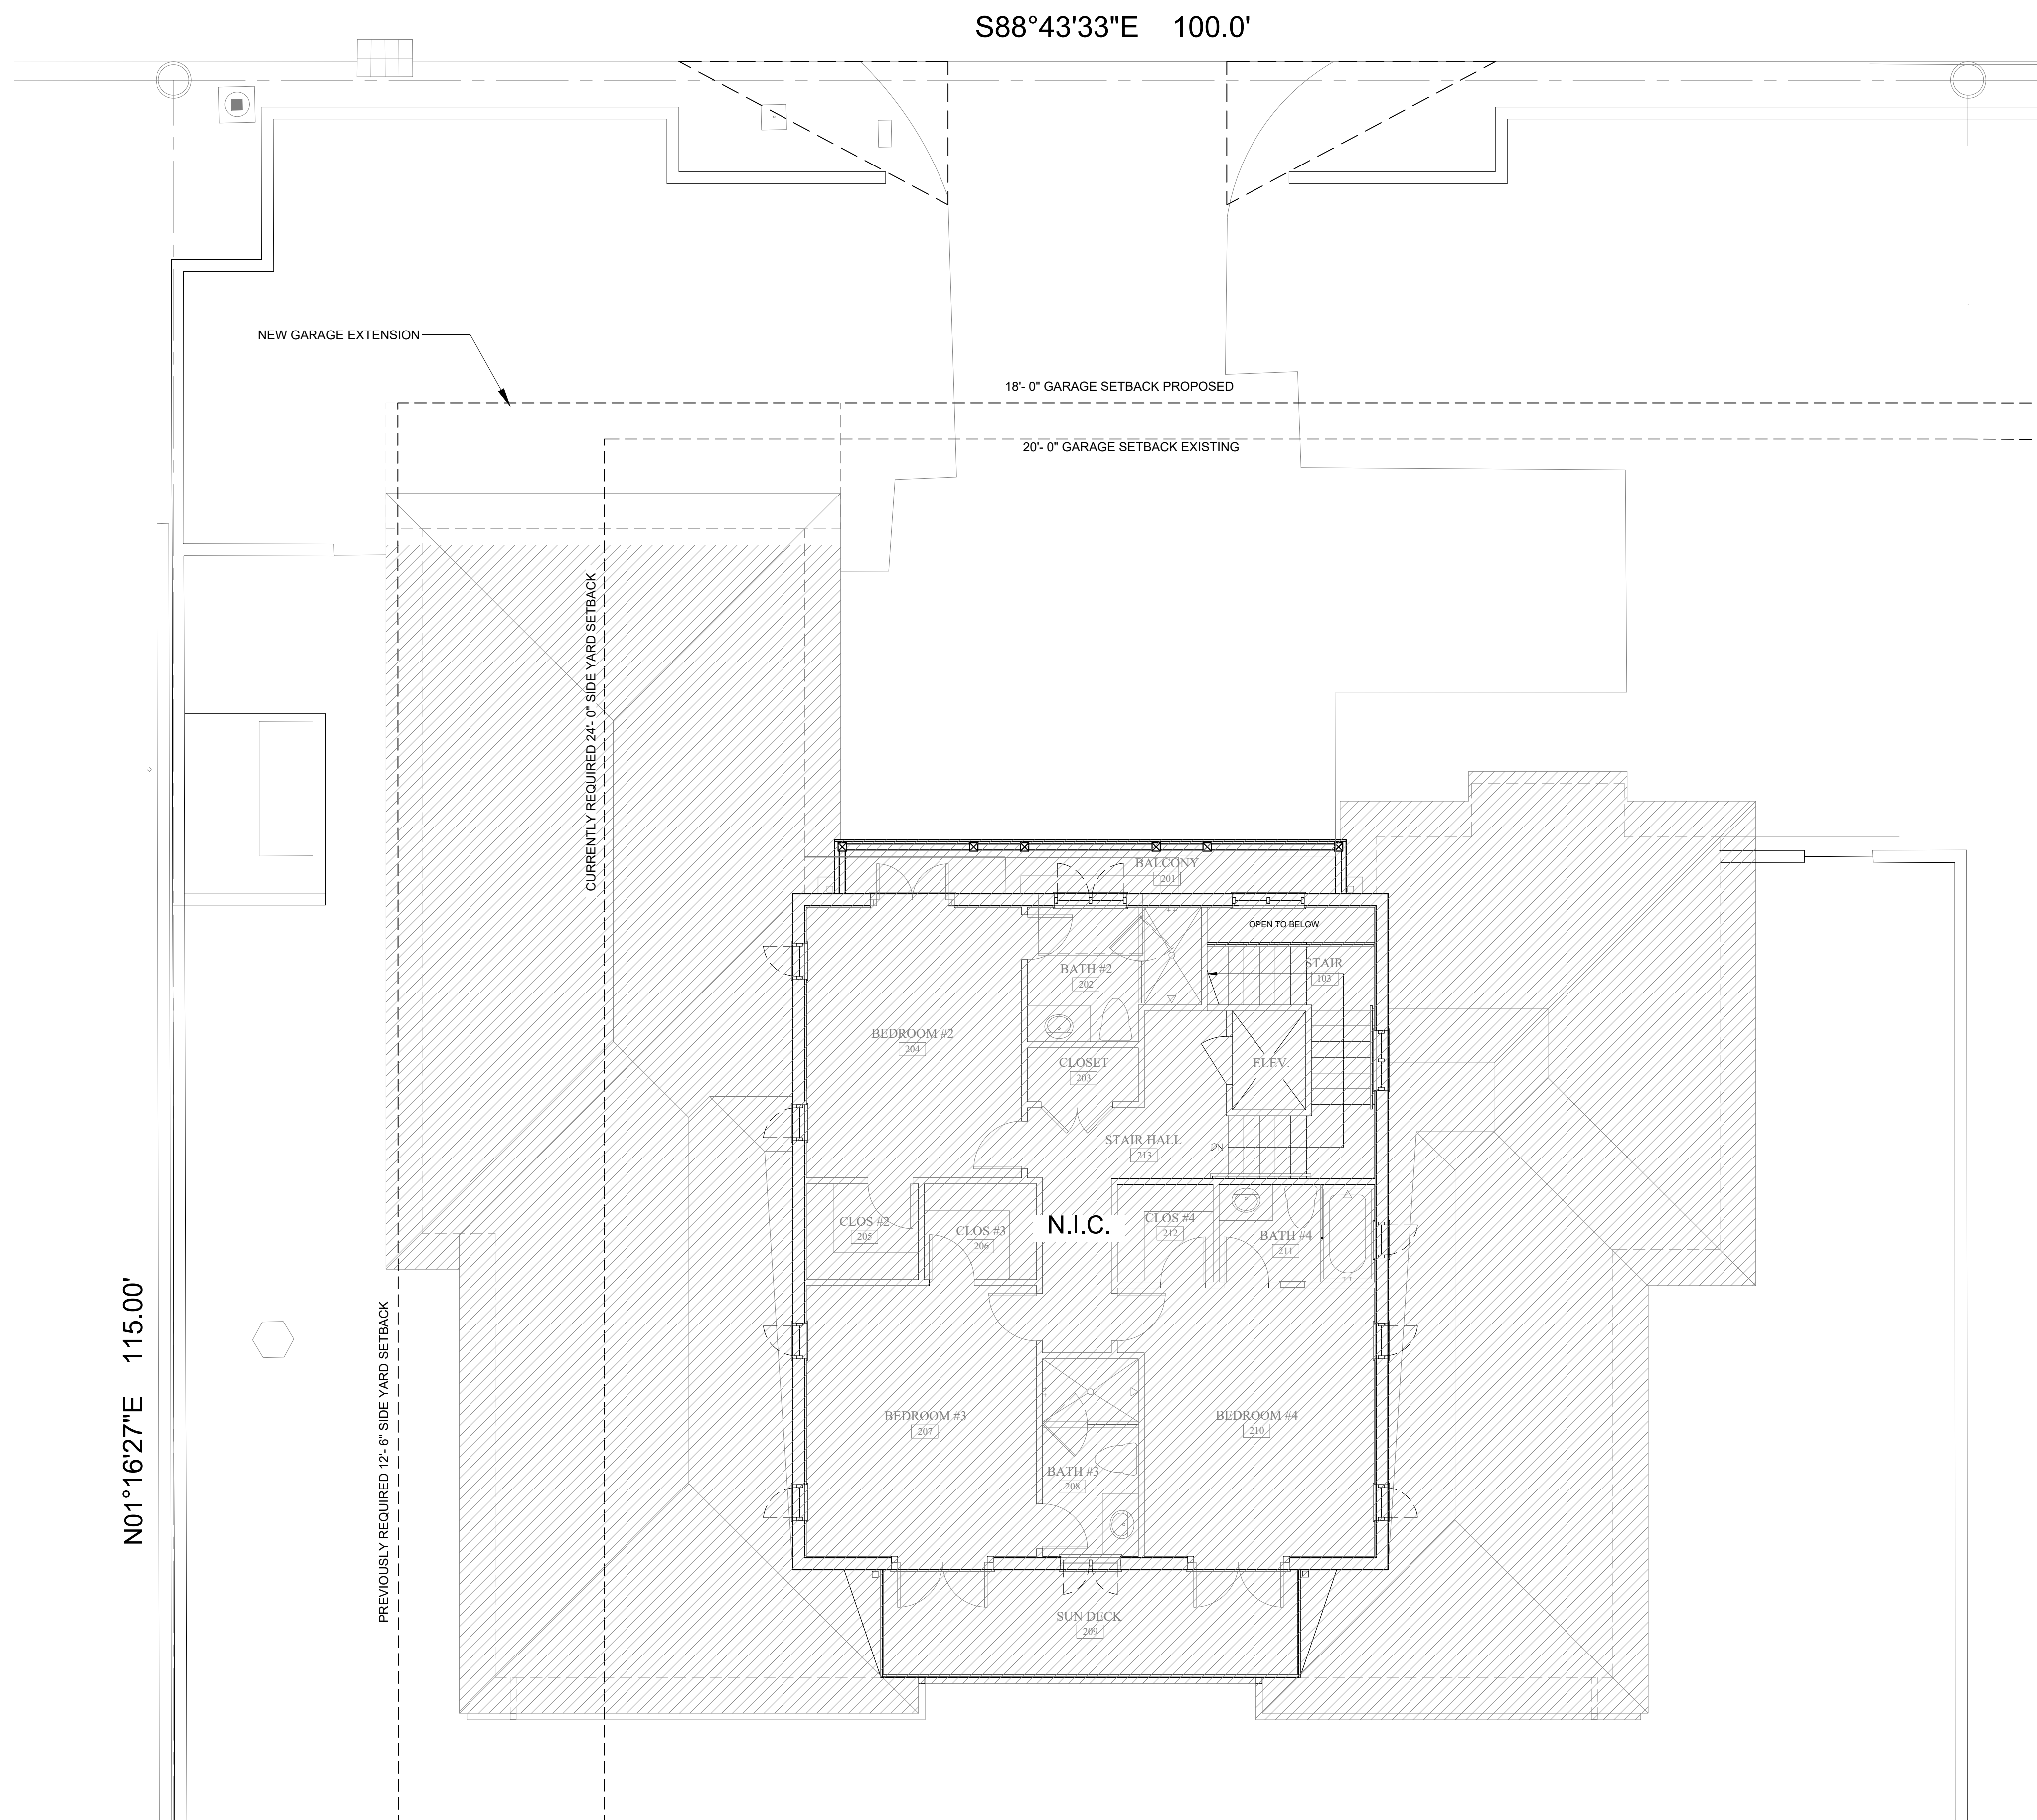 S88°43'33"E 100.0'
NEW GARAGE EXTENSION
18'- 0" GARAGE SETBACK PROPOSED
20'- 0" GARAGE SETBACK EXISTING
CURRENTLY REQUIRED 24'- 0" SIDE YARD SETBACK
BALCONY
201
OPEN TO BELOW
STAIR
103
BATH #2
202
BEDROOM #2
204
CLOSET
203
ELEV.
STAIR HALL
213
DN
CLOS #2
205
CLOS #3
206
N.I.C.
CLOS #4
212
BATH #4
211
N01°16'27"E 115.00'
PREVIOUSLY REQUIRED 12'- 6" SIDE YARD SETBACK
BEDROOM #3
207
BEDROOM #4
210
BATH #3
208
SUN DECK
209